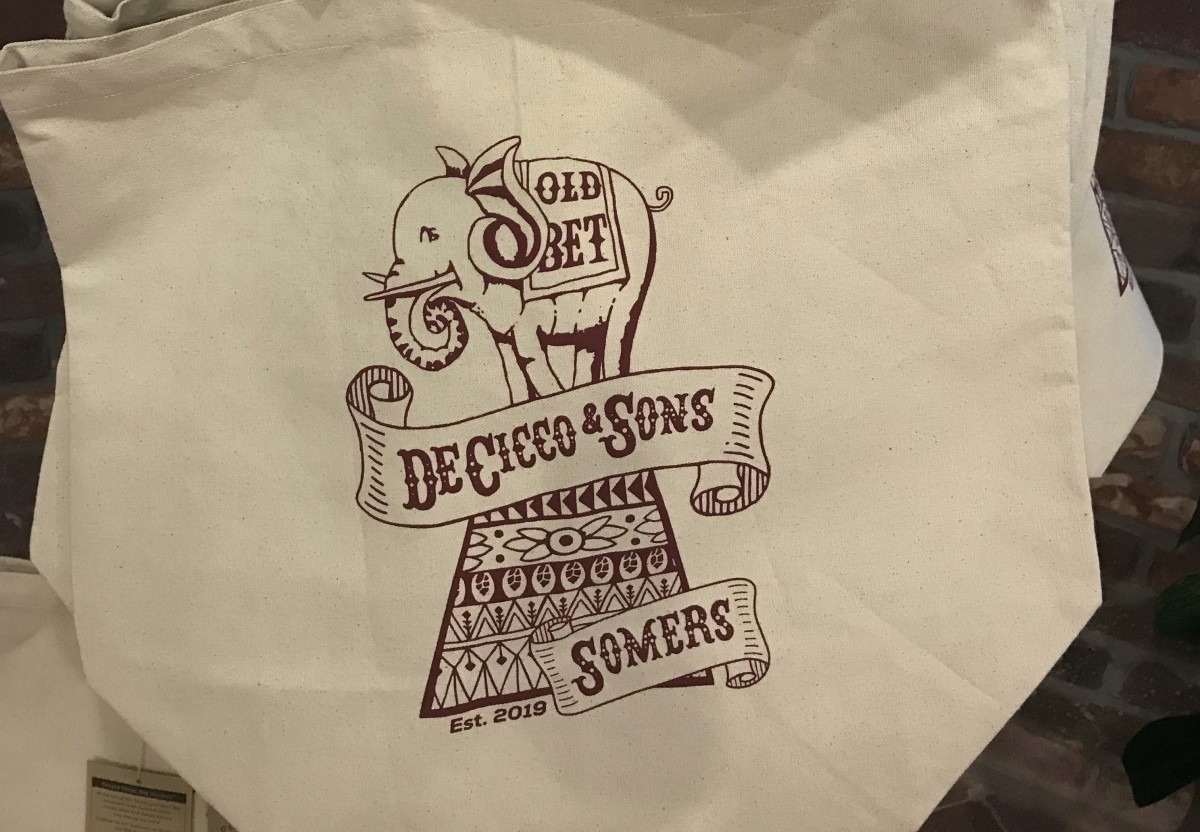 OLD
BET
DECICCO & SONS
SOMERS
Est. 2019